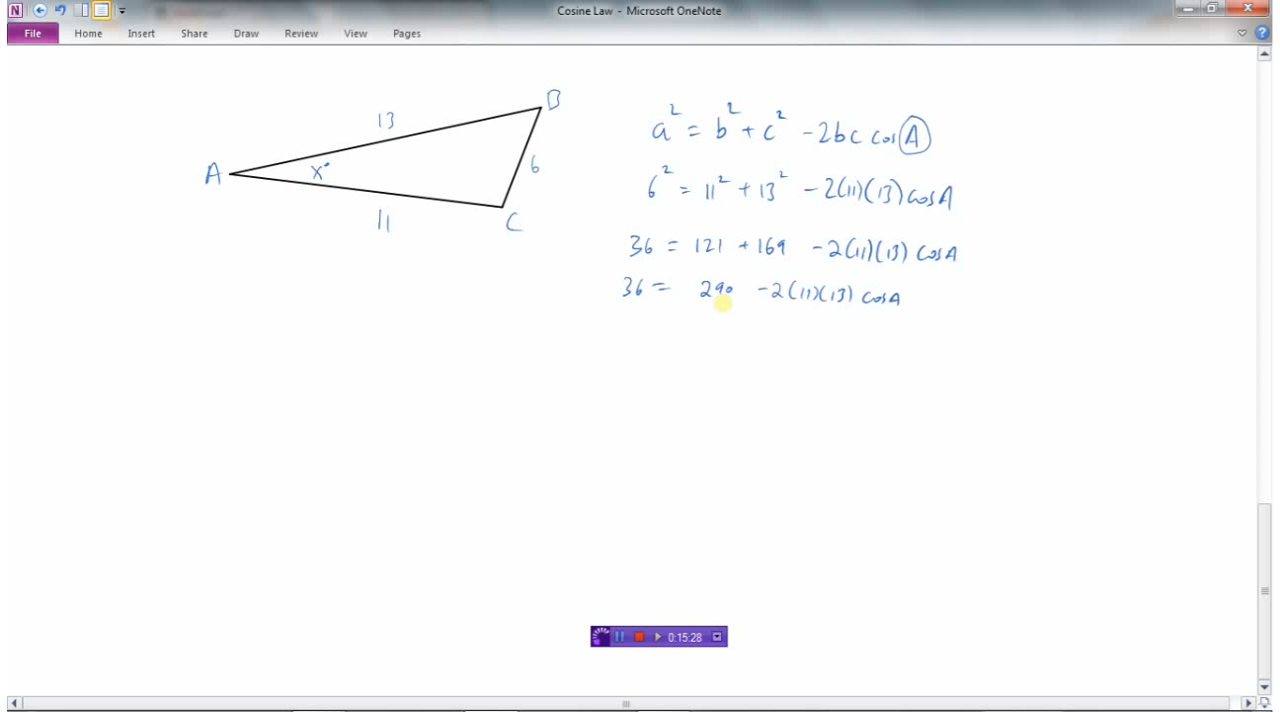 Cosine Law - Microsoft OneNote
File Home Insert Share Draw Review View Pages
B
13
A
x°
6
11
C
a² = b² + c² - 2bc cos A
6² = 11² + 13² - 2(11)(13) cos A
36 = 121 + 169 - 2(11)(13) cos A
36 = 290 - 2(11)(13) cos A
0:15:28